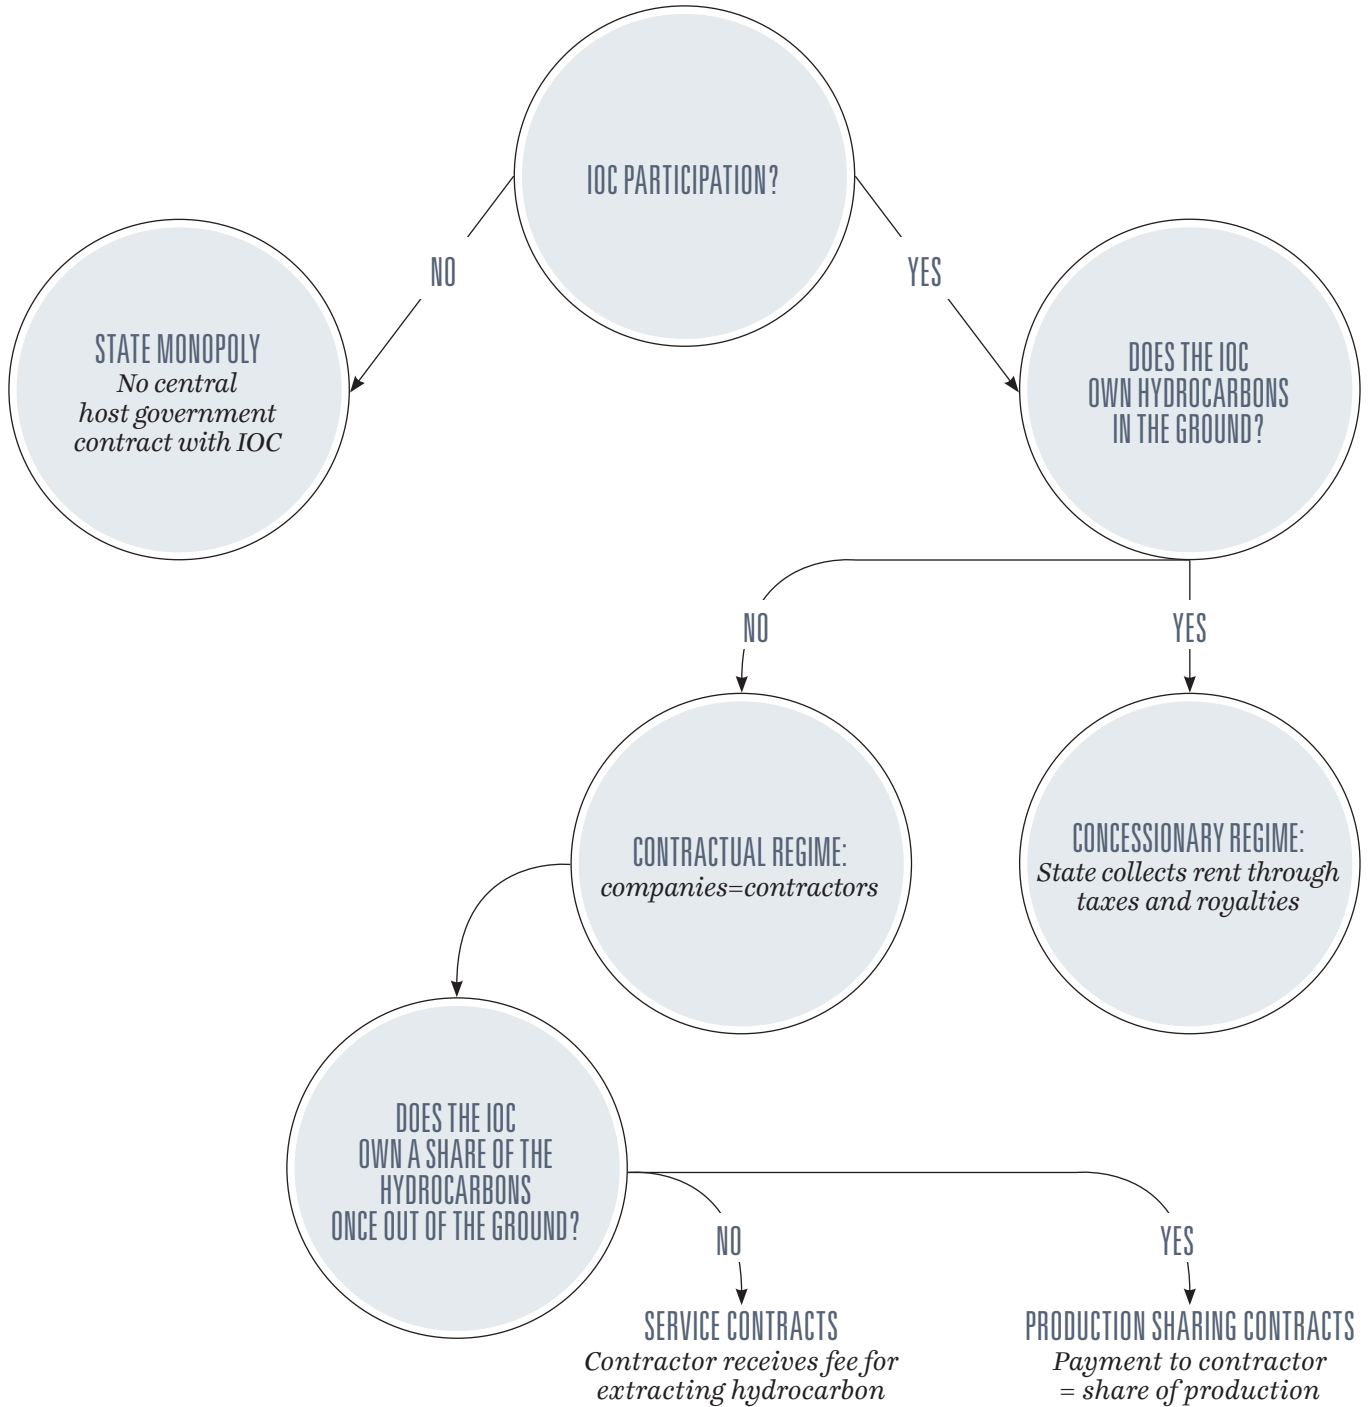 IOC PARTICIPATION?
NO
YES
STATE MONOPOLY
No central
host government
contract with IOC
DOES THE IOC
OWN HYDROCARBONS
IN THE GROUND?
NO
YES
CONTRACTUAL REGIME:
companies=contractors
CONCESSIONARY REGIME:
State collects rent through
taxes and royalties
DOES THE IOC
OWN A SHARE OF THE
HYDROCARBONS
ONCE OUT OF THE GROUND?
NO
YES
SERVICE CONTRACTS
Contractor receives fee for
extracting hydrocarbon
PRODUCTION SHARING CONTRACTS
Payment to contractor
= share of production